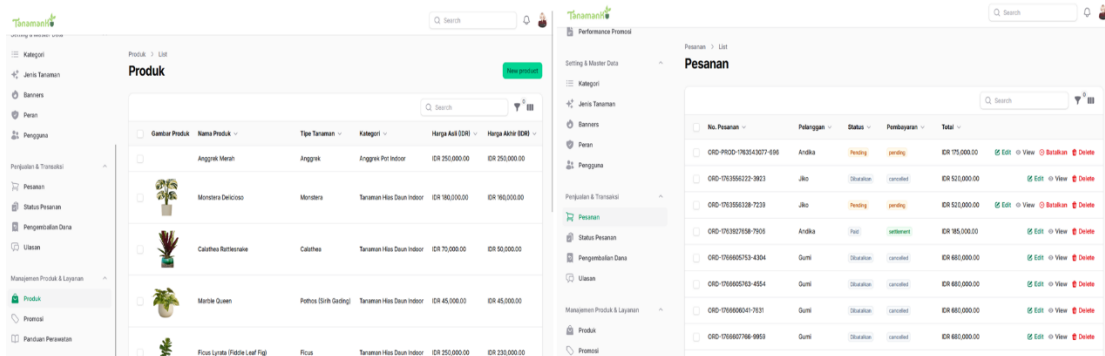 TanamanKu
Search
Setting & Master Data
Kategori
Jenis Tanaman
Banners
Peran
Pengguna
Penjualan & Transaksi
Pesanan
Status Pesanan
Pengembalian Dana
Ulasan
Manajemen Produk & Layanan
Produk
Promosi
Panduan Perawatan
Produk > List
Produk
New product
Search
0
Gambar Produk Nama Produk Tipe Tanaman Kategori Harga Asli (IDR) Harga Akhir (IDR)
Anggrek Merah Anggrek Anggrek Pot Indoor IDR 250,000.00 IDR 250,000.00
Monstera Delicioso Monstera Tanaman Hias Daun Indoor IDR 180,000.00 IDR 160,000.00
Calathea Rattlesnake Calathea Tanaman Hias Daun Indoor IDR 70,000.00 IDR 50,000.00
Marble Queen Pothos (Sirih Gading) Tanaman Hias Daun Indoor IDR 45,000.00 IDR 45,000.00
Ficus Lyrata (Fiddle Leaf Fig) Ficus Tanaman Hias Daun Indoor IDR 250,000.00 IDR 230,000.00
TanamanKu
Search
Performance Promosi
Setting & Master Data
Kategori
Jenis Tanaman
Banners
Peran
Pengguna
Penjualan & Transaksi
Pesanan
Status Pesanan
Pengembalian Dana
Ulasan
Manajemen Produk & Layanan
Produk
Promosi
Pesanan > List
Pesanan
Search
0
No. Pesanan Pelanggan Status Pembayaran Total
ORD-PROD-1763543077-696 Andika Pending pending IDR 175,000.00 Edit View Batalkan Delete
ORD-1763556222-3923 Jiko Dibatalkan cancelled IDR 520,000.00 Edit View Delete
ORD-1763556328-7239 Jiko Pending pending IDR 520,000.00 Edit View Batalkan Delete
ORD-1763927658-7906 Andika Paid settlement IDR 185,000.00 Edit View Delete
ORD-1766605753-4304 Gumi Dibatalkan cancelled IDR 680,000.00 Edit View Delete
ORD-1766605763-4554 Gumi Dibatalkan cancelled IDR 680,000.00 Edit View Delete
ORD-1766606041-7631 Gumi Dibatalkan cancelled IDR 680,000.00 Edit View Delete
ORD-1766607766-9959 Gumi Dibatalkan cancelled IDR 680,000.00 Edit View Delete